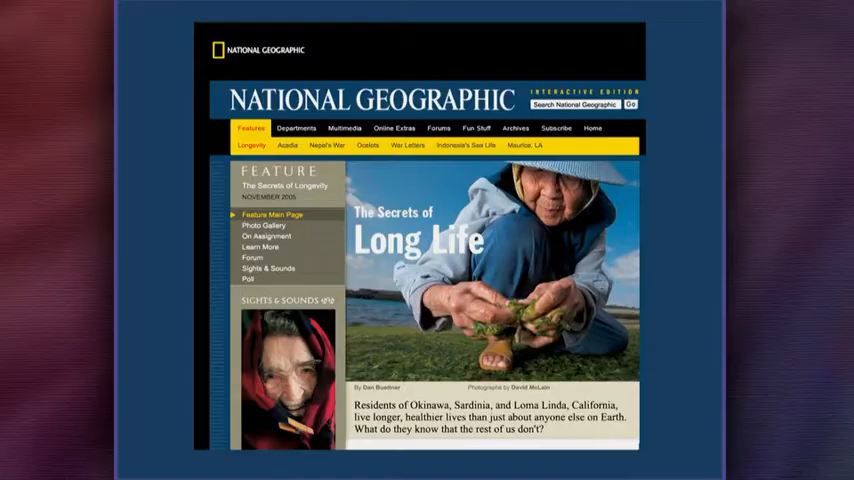 NATIONAL GEOGRAPHIC
INTERACTIVE EDITION
NATIONAL GEOGRAPHIC
Search National Geographic Go
Features Departments Multimedia Online Extras Forums Fun Stuff Archives Subscribe Home
Longevity Acadia Nepal's War Ocelots War Letters Indonesia's Sea Life Maurice, LA
FEATURE
The Secrets of Longevity
NOVEMBER 2005
Feature Main Page
Photo Gallery
On Assignment
Learn More
Forum
Sights & Sounds
Poll
SIGHTS & SOUNDS
The Secrets of
Long Life
By Dan Buettner Photographs by David McLain
Residents of Okinawa, Sardinia, and Loma Linda, California,
live longer, healthier lives than just about anyone else on Earth.
What do they know that the rest of us don't?